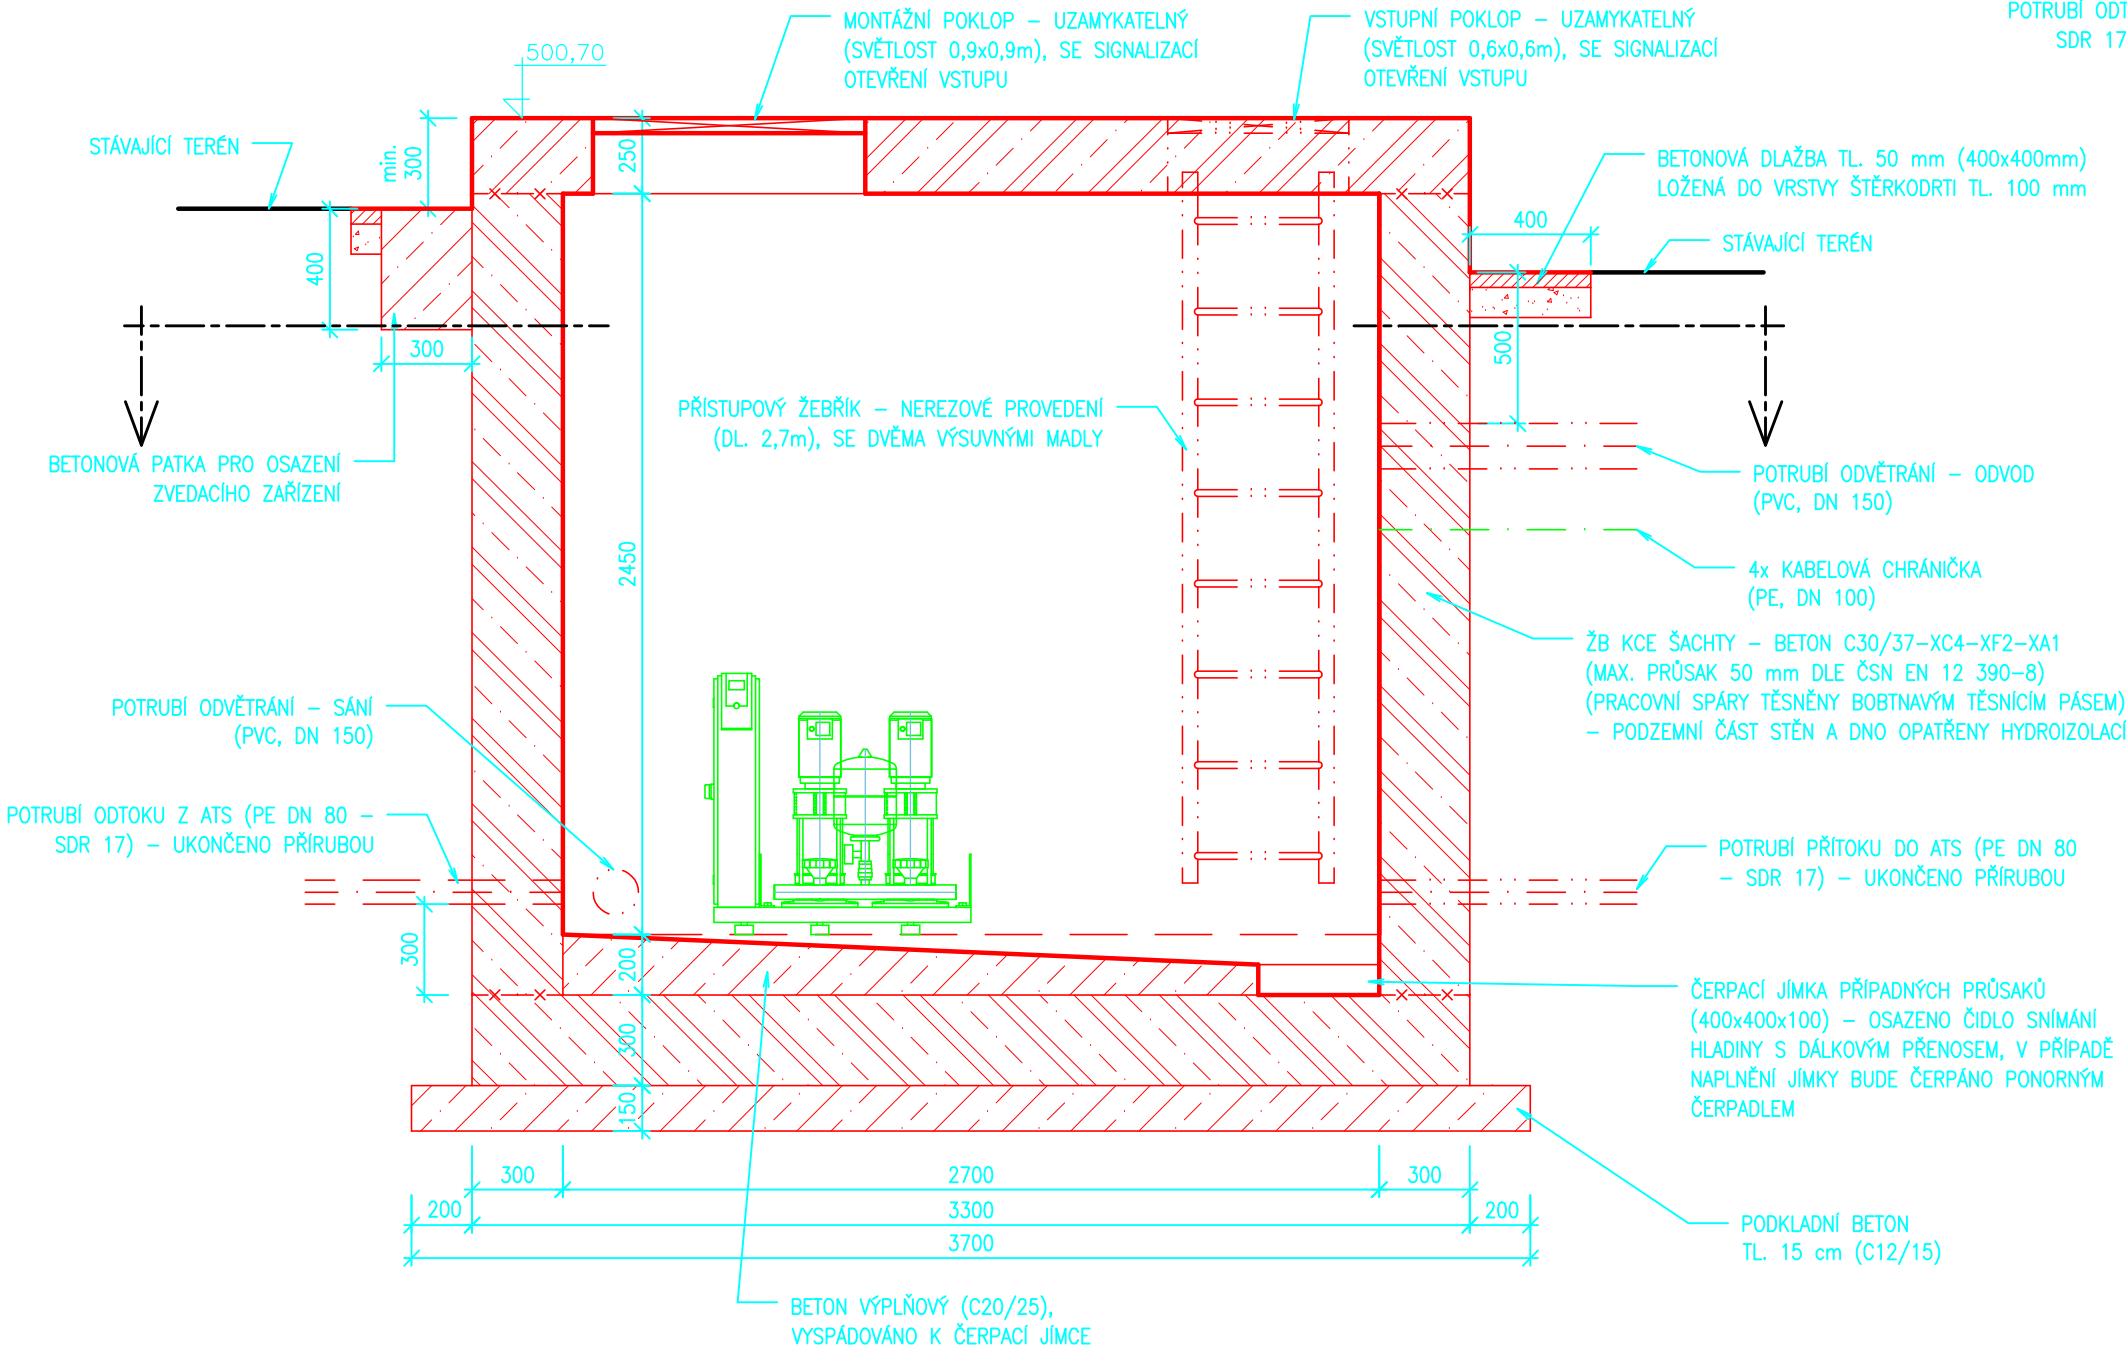 MONTÁŽNÍ POKLOP – UZAMYKATELNÝ
(SVĚTLOST 0,9x0,9m), SE SIGNALIZACÍ
OTEVŘENÍ VSTUPU
VSTUPNÍ POKLOP – UZAMYKATELNÝ
(SVĚTLOST 0,6x0,6m), SE SIGNALIZACÍ
OTEVŘENÍ VSTUPU
POTRUBÍ ODT
SDR 17
500,70
STÁVAJÍCÍ TERÉN
min.
300
250
BETONOVÁ DLAŽBA TL. 50 mm (400x400mm)
LOŽENÁ DO VRSTVY ŠTĚRKODRTI TL. 100 mm
400
STÁVAJÍCÍ TERÉN
400
300
500
PŘÍSTUPOVÝ ŽEBŘÍK – NEREZOVÉ PROVEDENÍ
(DL. 2,7m), SE DVĚMA VÝSUVNÝMI MADLY
BETONOVÁ PATKA PRO OSAZENÍ
ZVEDACÍHO ZAŘÍZENÍ
POTRUBÍ ODVĚTRÁNÍ – ODVOD
(PVC, DN 150)
2450
4x KABELOVÁ CHRÁNIČKA
(PE, DN 100)
ŽB KCE ŠACHTY – BETON C30/37–XC4–XF2–XA1
(MAX. PRŮSAK 50 mm DLE ČSN EN 12 390–8)
(PRACOVNÍ SPÁRY TĚSNĚNY BOBTNAVÝM TĚSNÍCÍM PÁSEM)
– PODZEMNÍ ČÁST STĚN A DNO OPATŘENY HYDROIZOLACÍ
POTRUBÍ ODVĚTRÁNÍ – SÁNÍ
(PVC, DN 150)
POTRUBÍ ODTOKU Z ATS (PE DN 80 –
SDR 17) – UKONČENO PŘÍRUBOU
POTRUBÍ PŘÍTOKU DO ATS (PE DN 80
– SDR 17) – UKONČENO PŘÍRUBOU
300
200
300
150
ČERPACÍ JÍMKA PŘÍPADNÝCH PRŮSAKŮ
(400x400x100) – OSAZENO ČIDLO SNÍMÁNÍ
HLADINY S DÁLKOVÝM PŘENOSEM, V PŘÍPADĚ
NAPLNĚNÍ JÍMKY BUDE ČERPÁNO PONORNÝM
ČERPADLEM
300 2700 300
200 3300 200
3700
PODKLADNÍ BETON
TL. 15 cm (C12/15)
BETON VÝPLŇOVÝ (C20/25),
VYSPÁDOVÁNO K ČERPACÍ JÍMCE